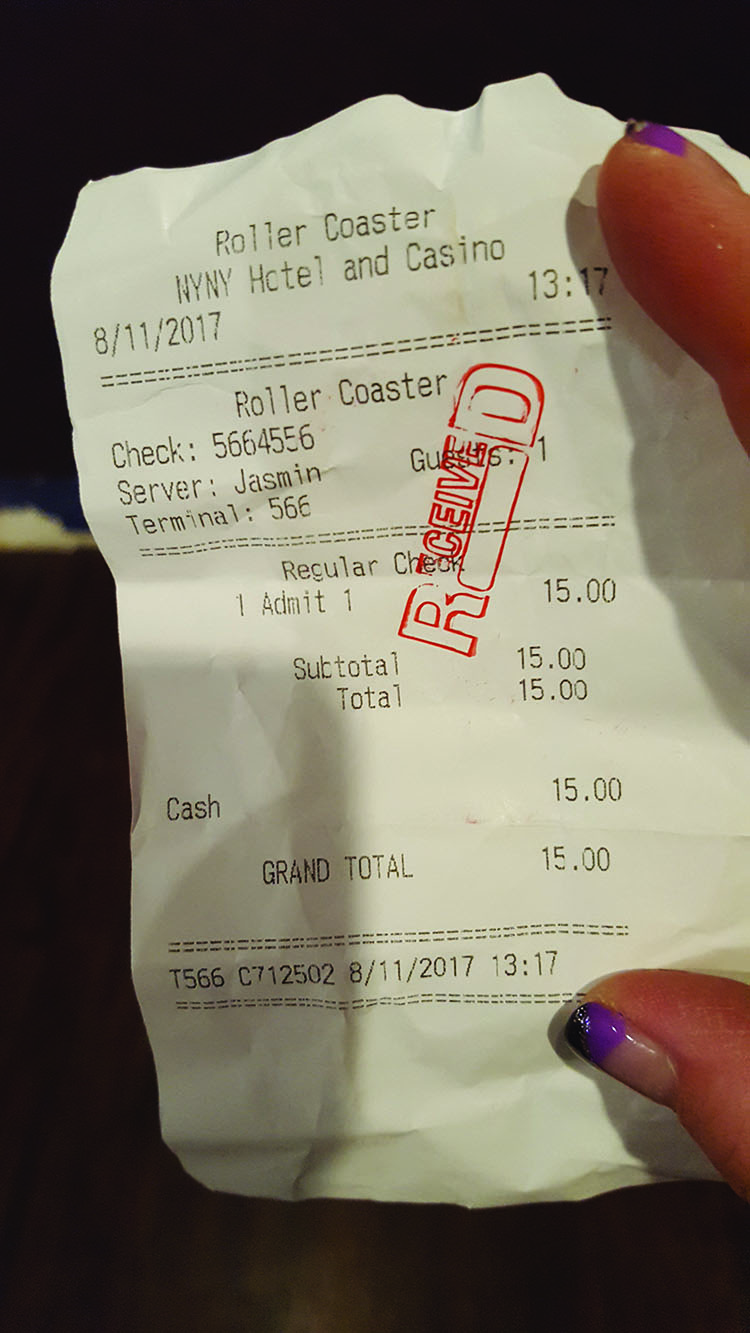 Roller Coaster
NYNY Hotel and Casino
8/11/2017 13:17
Roller Coaster
Check: 5664556
Server: Jasmin Guests: 1
Terminal: 566
RECEIVED
Regular Check
1 Admit 1 15.00
Subtotal 15.00
Total 15.00
Cash 15.00
GRAND TOTAL 15.00
T566 C712502 8/11/2017 13:17